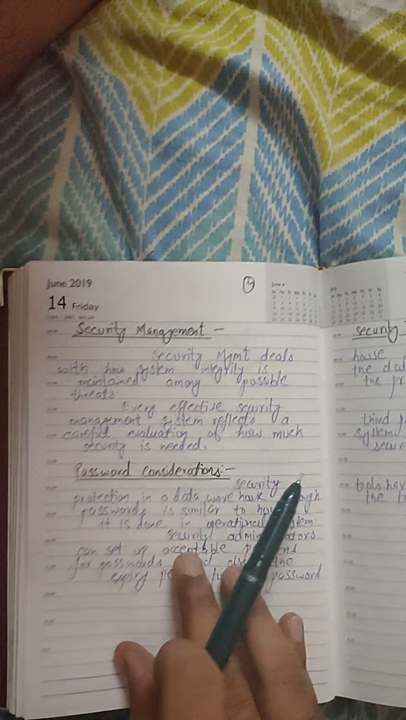 June 2019
14 Friday
Security Management -
security Mgmt deals
with how system integrity is
maintained among possible
threats.
Every effective security
management system reflects a
careful evaluation of how much
security is needed.
Password considerations:-
security
protection in a data ware
passwords is similar to
it is done in operational system
security administrators
can set up acceptable
for passwords
expiry password
security
house
the da
the pr
third p
system
secur
tools hav
the t